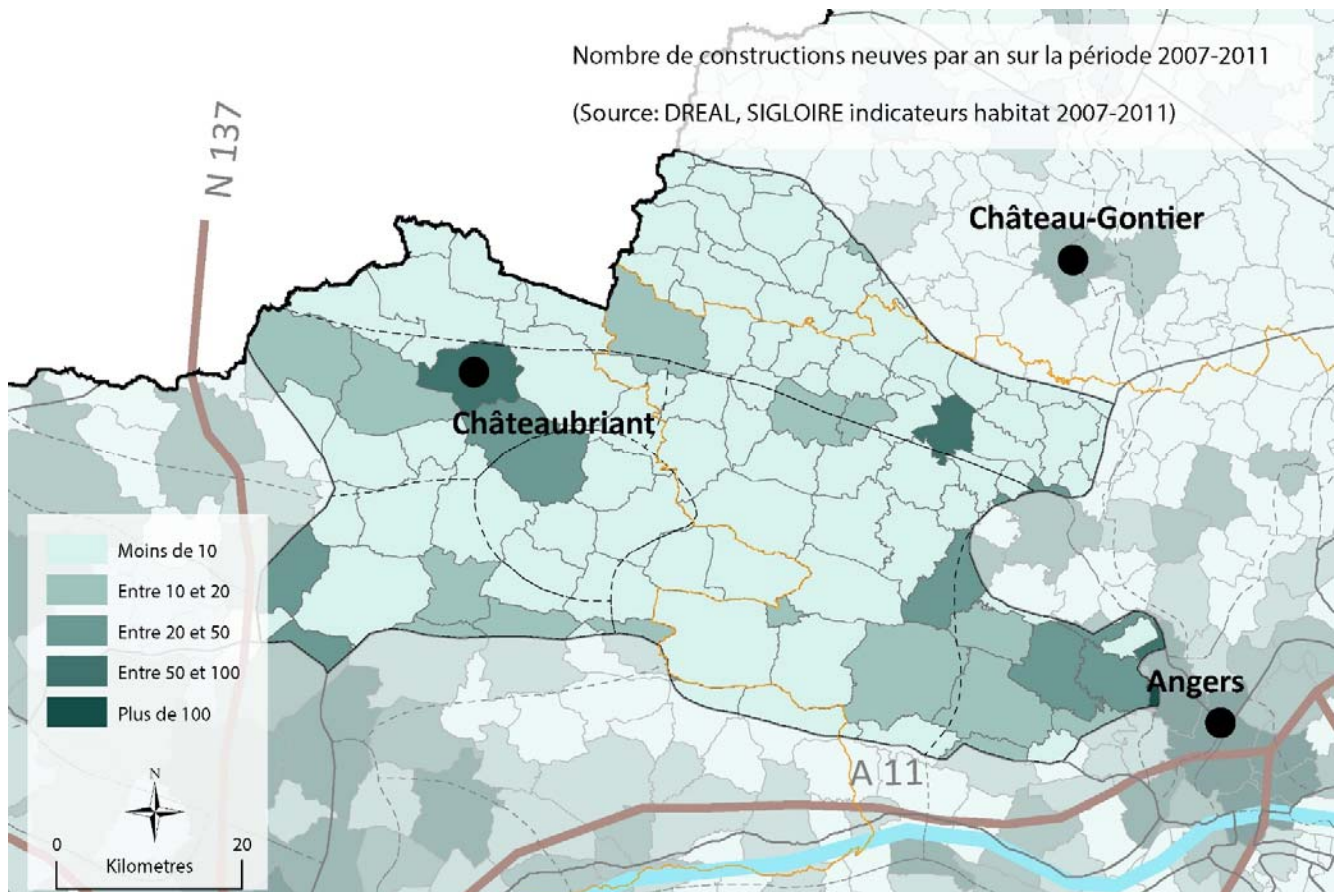 Nombre de constructions neuves par an sur la période 2007-2011
(Source: DREAL, SIGLOIRE indicateurs habitat 2007-2011)
N 137
Château-Gontier
Châteaubriant
Angers
A 11
Moins de 10
Entre 10 et 20
Entre 20 et 50
Entre 50 et 100
Plus de 100
N
0 20
Kilometres